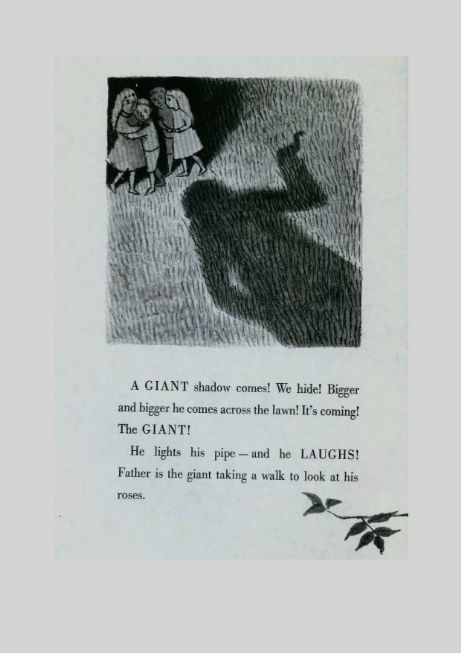 A GIANT shadow comes! We hide! Bigger
and bigger he comes across the lawn! It's coming!
The GIANT!
He lights his pipe — and he LAUGHS!
Father is the giant taking a walk to look at his
roses.